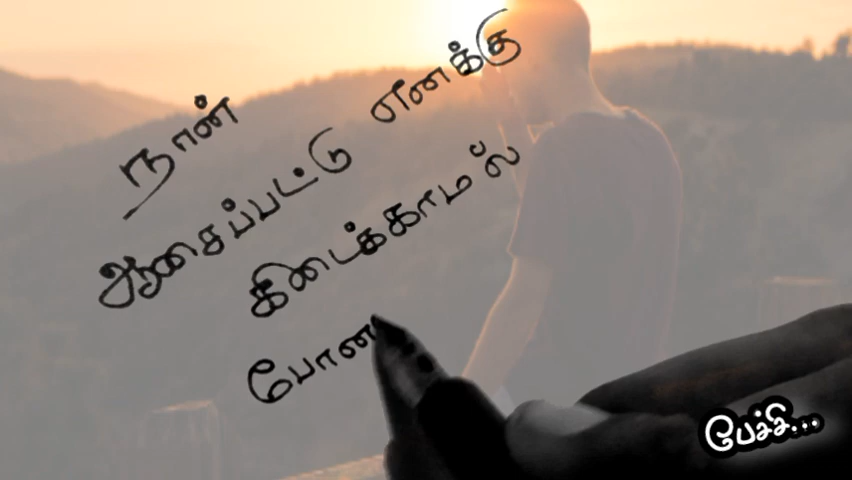 நான்
ஆசைப்பட்டு எனக்கு
கிடைக்காமல்
போன
பேச்சி...